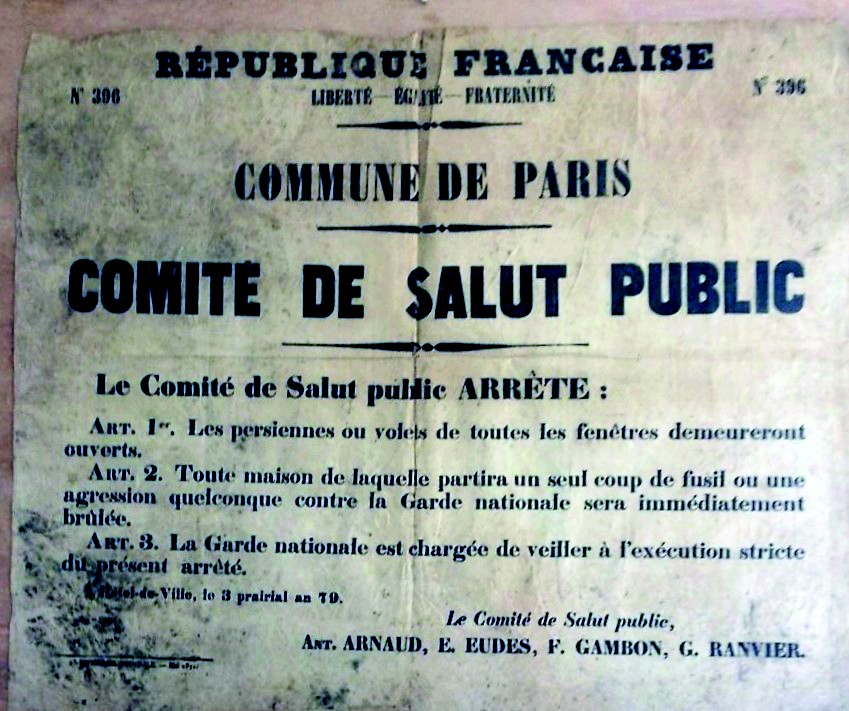 RÉPUBLIQUE FRANCAISE
N° 396 LIBERTÉ — ÉGALITÉ — FRATERNITÉ N° 396
COMMUNE DE PARIS
COMITÉ DE SALUT PUBLIC
Le Comité de Salut public ARRÊTE :
ART. 1er. Les persiennes ou volets de toutes les fenêtres demeureront
ouverts.
ART. 2. Toute maison de laquelle partira un seul coup de fusil ou une
agression quelconque contre la Garde nationale sera immédiatement
brûlée.
ART. 3. La Garde nationale est chargée de veiller à l'exécution stricte
du présent arrêté.
Hôtel-de-Ville, le 3 prairial an 79.
Le Comité de Salut public,
ANT. ARNAUD, E. EUDES, F. GAMBON, G. RANVIER.